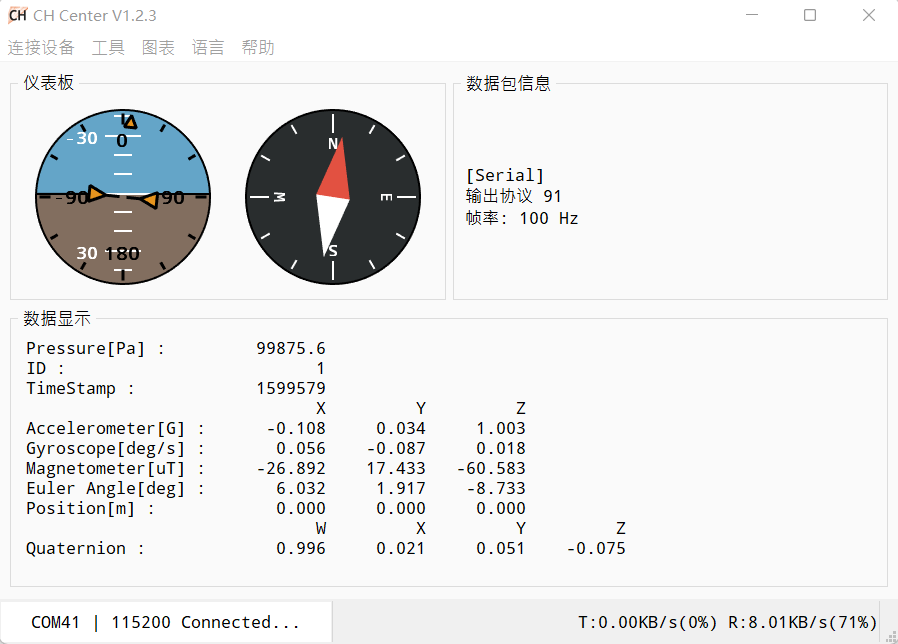 CH CH Center V1.2.3
连接设备 工具 图表 语言 帮助
仪表板
-30
0
-90 90
30 180
N
M E
S
数据包信息
[Serial]
输出协议 91
帧率: 100 Hz
数据显示
Pressure[Pa] : 99875.6
ID : 1
TimeStamp : 1599579
X Y Z
Accelerometer[G] : -0.108 0.034 1.003
Gyroscope[deg/s] : 0.056 -0.087 0.018
Magnetometer[uT] : -26.892 17.433 -60.583
Euler Angle[deg] : 6.032 1.917 -8.733
Position[m] : 0.000 0.000 0.000
W X Y Z
Quaternion : 0.996 0.021 0.051 -0.075
COM41 | 115200 Connected... T:0.00KB/s(0%) R:8.01KB/s(71%)